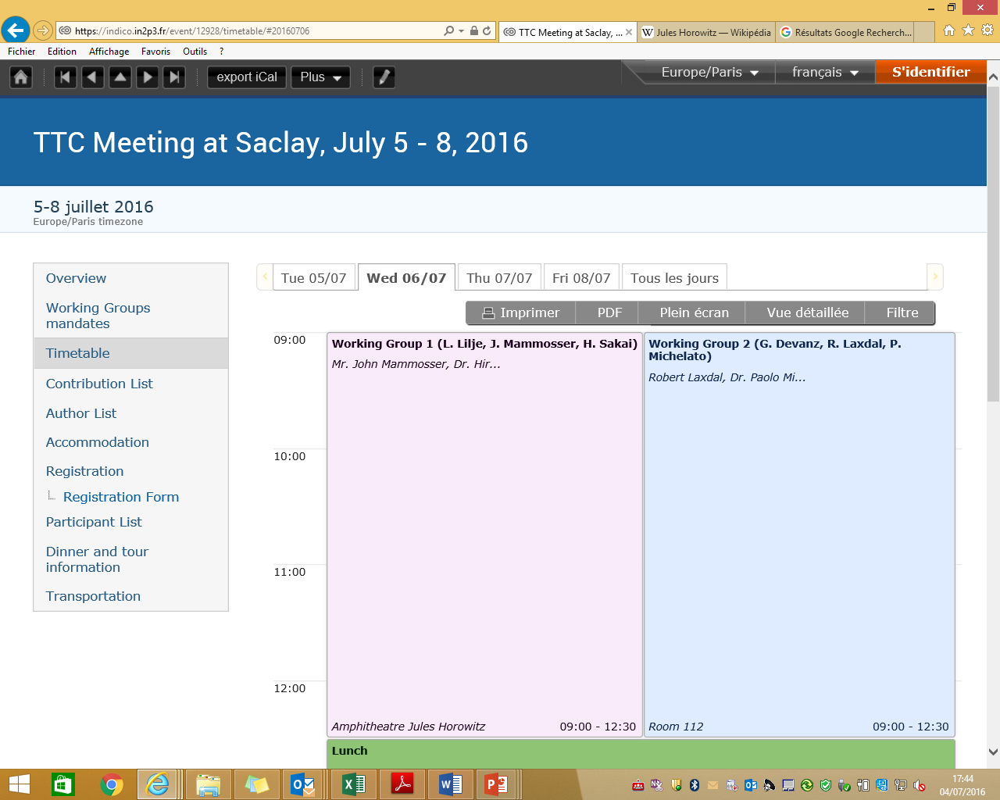 https://indico.in2p3.fr/event/12928/timetable/#20160706
TTC Meeting at Saclay, ...
Jules Horowitz — Wikipédia
Résultats Google Recherch...
Fichier Edition Affichage Favoris Outils ?
export iCal Plus
Europe/Paris français S'identifier
TTC Meeting at Saclay, July 5 - 8, 2016
5-8 juillet 2016
Europe/Paris timezone
Overview
Working Groups
mandates
Timetable
Contribution List
Author List
Accommodation
Registration
Registration Form
Participant List
Dinner and tour
information
Transportation
Tue 05/07 Wed 06/07 Thu 07/07 Fri 08/07 Tous les jours
Imprimer PDF Plein écran Vue détaillée Filtre
09:00
10:00
11:00
12:00
Working Group 1 (L. Lilje, J. Mammosser, H. Sakai)
Mr. John Mammosser, Dr. Hir...
Amphitheatre Jules Horowitz 09:00 - 12:30
Working Group 2 (G. Devanz, R. Laxdal, P.
Michelato)
Robert Laxdal, Dr. Paolo Mi...
Room 112 09:00 - 12:30
Lunch
17:44
04/07/2016